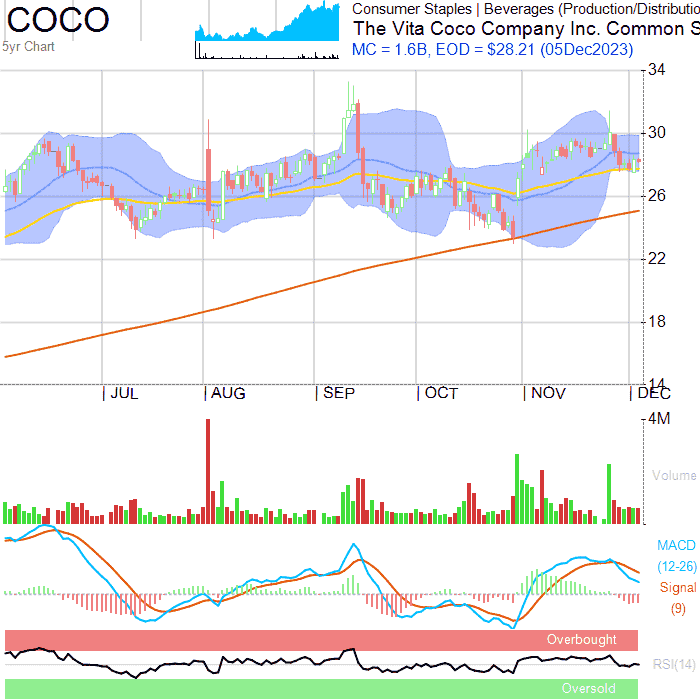 COCO
5yr Chart
Consumer Staples | Beverages (Production/Distributio
The Vita Coco Company Inc. Common S
MC = 1.6B, EOD = $28.21 (05Dec2023)
34
30
26
22
18
14
JUL
AUG
SEP
OCT
NOV
DEC
4M
Volume
MACD
(12-26)
Signal
(9)
Overbought
RSI(14)
Oversold